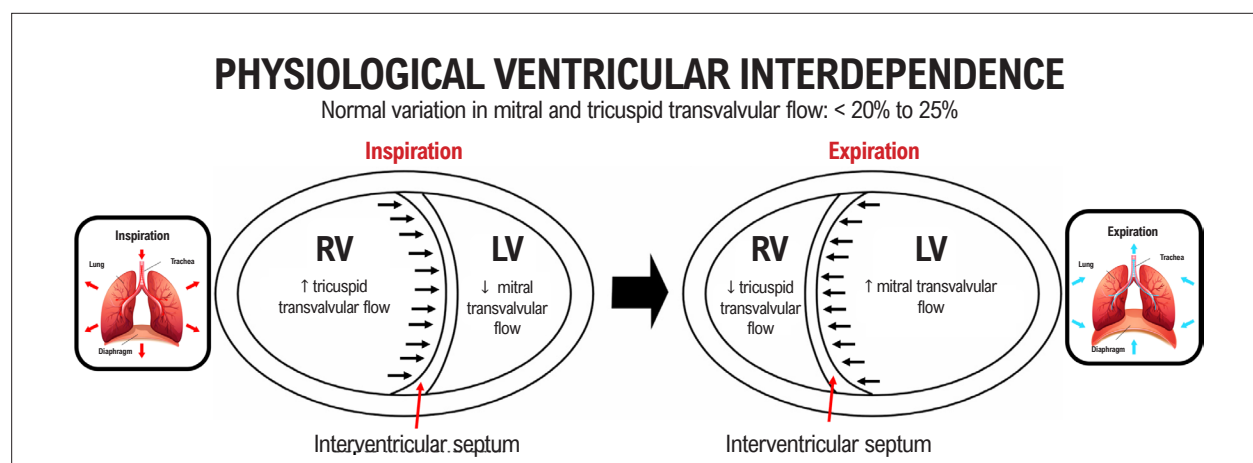 PHYSIOLOGICAL VENTRICULAR INTERDEPENDENCE
Normal variation in mitral and tricuspid transvalvular flow: < 20% to 25%
Inspiration
Expiration
Inspiration
Lung
Trachea
Diaphragm
RV
↑ tricuspid
transvalvular flow
LV
↓ mitral
transvalvular
flow
RV
↓ tricuspid
transvalvular
flow
LV
↑ mitral transvalvular
flow
Expiration
Lung
Trachea
Diaphragm
Interventricular septum
Interventricular septum